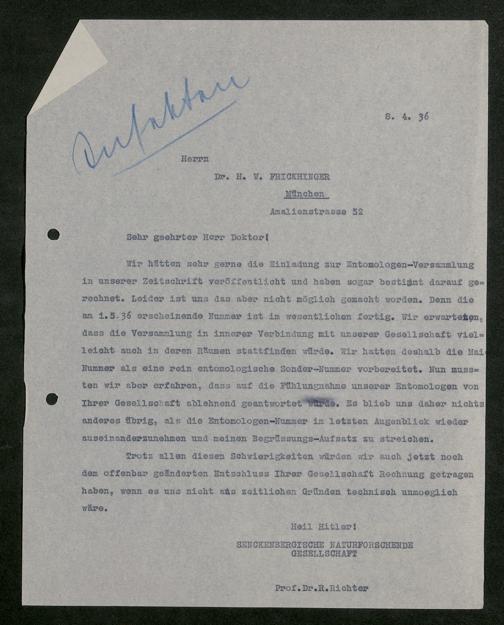 Insekten
8. 4. 36
Herrn
Dr. H. W. FRICKHINGER
München
Amalienstrasse 52
Sehr geehrter Herr Doktor!
Wir hätten sehr gerne die Einladung zur Entomologen-Versammlung
in unserer Zeitschrift veröffentlicht und haben sogar bestimmt darauf ge=
rechnet. Leider ist uns das aber nicht möglich gemacht worden. Denn die
am 1.5.36 erscheinende Nummer ist im wesentlichen fertig. Wir erwarteten,
dass die Versammlung in innerer Verbindung mit unserer Gesellschaft viel=
leicht auch in deren Räumen stattfinden würde. Wir hatten deshalb die Mai
Nummer als eine rein entomologische Sonder-Nummer vorbereitet. Nun muss=
ten wir aber erfahren, dass auf die Fühlungnahme unserer Entomologen von
Ihrer Gesellschaft ablehnend geantwortet wurde. Es blieb uns daher nichts
anderes übrig, als die Entomologen-Nummer in letzten Augenblick wieder
auseinanderzunehmen und meinen Begrüssungs-Aufsatz zu streichen.
Trotz allen diesen Schwierigkeiten würden wir auch jetzt noch
dem offenbar geänderten Entschluss Ihrer Gesellschaft Rechnung getragen
haben, wenn es uns nicht aus zeitlichen Gründen technisch unmoeglich
wäre.
Heil Hitler!
SENCKENBERGISCHE NATURFORSCHENDE
GESELLSCHAFT
Prof.Dr.R.Richter